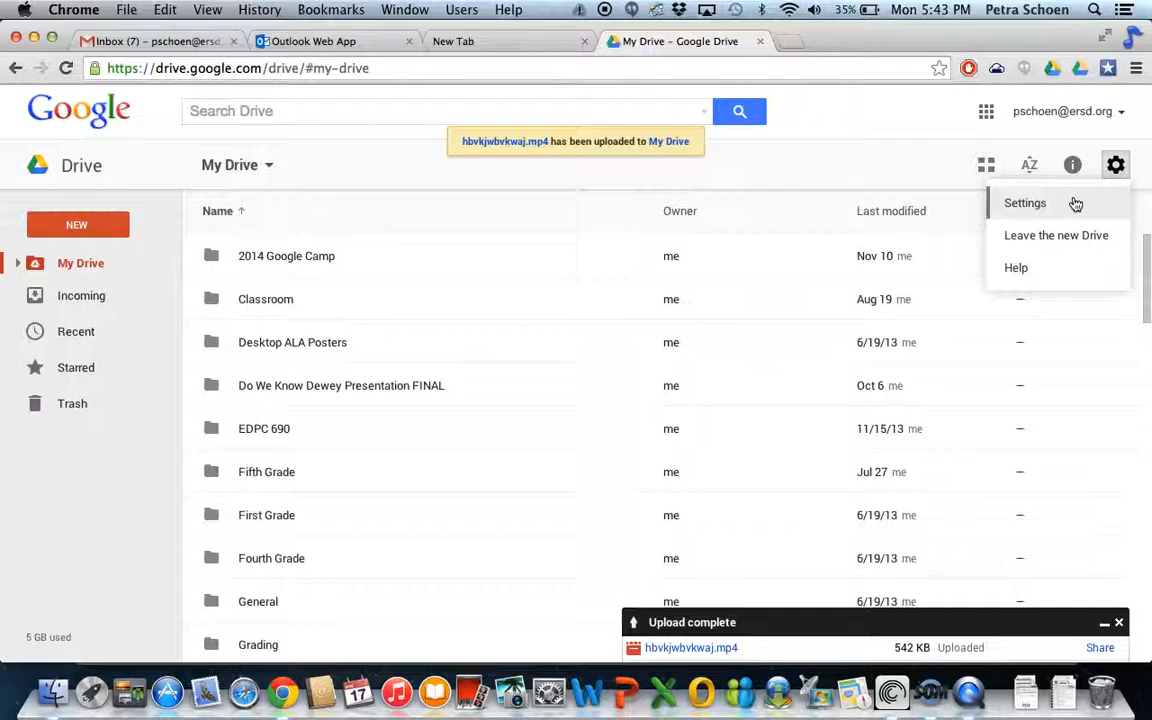 Chrome File Edit View History Bookmarks Window Users Help 35% Mon 5:43 PM Petra Schoen
Inbox (7) - pschoen@ersd. Outlook Web App New Tab My Drive - Google Drive
https://drive.google.com/drive/#my-drive
Google Search Drive pschoen@ersd.org
hbvkjwbvkwaj.mp4 has been uploaded to My Drive
Drive My Drive AZ
Settings
Leave the new Drive
Help
NEW
My Drive
Incoming
Recent
Starred
Trash
5 GB used
Name Owner Last modified
2014 Google Camp me Nov 10 me —
Classroom me Aug 19 me —
Desktop ALA Posters me 6/19/13 me —
Do We Know Dewey Presentation FINAL me Oct 6 me —
EDPC 690 me 11/15/13 me —
Fifth Grade me Jul 27 me —
First Grade me 6/19/13 me —
Fourth Grade me 6/19/13 me —
General me 6/19/13 me —
Grading
Upload complete
hbvkjwbvkwaj.mp4 542 KB Uploaded Share
17